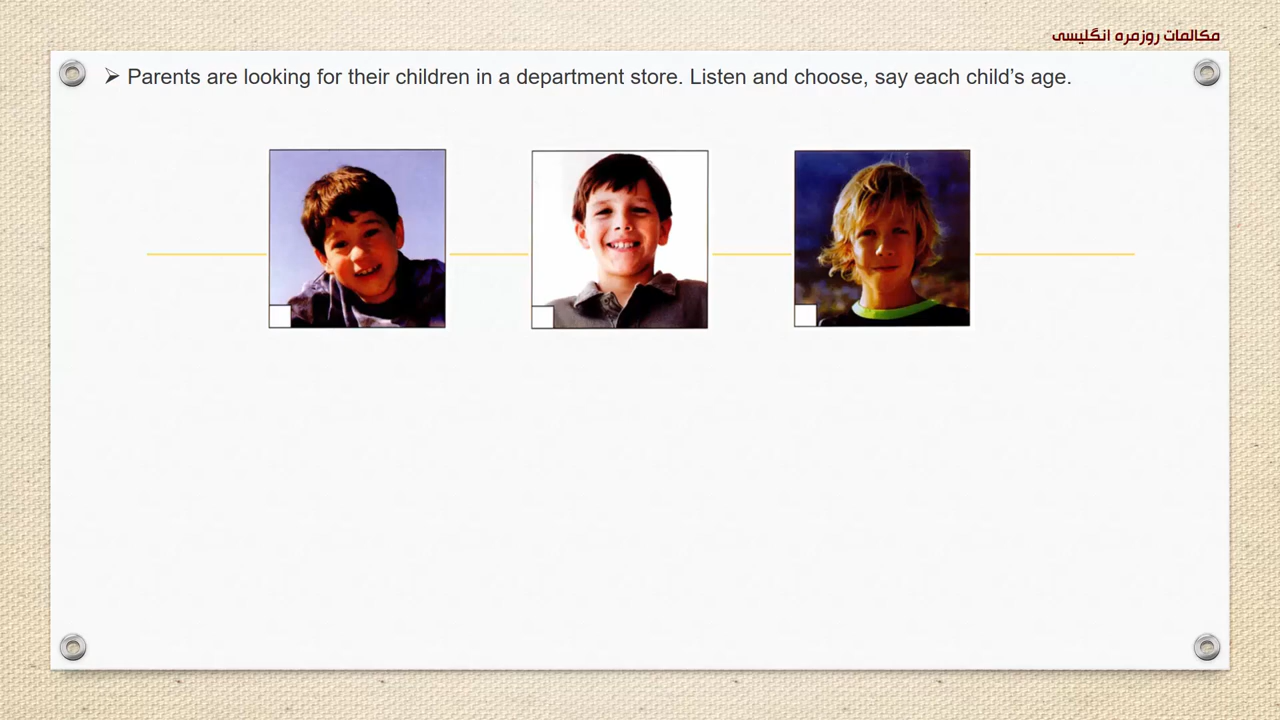 مکالمات روزمره انگلیسی
Parents are looking for their children in a department store. Listen and choose, say each child’s age.